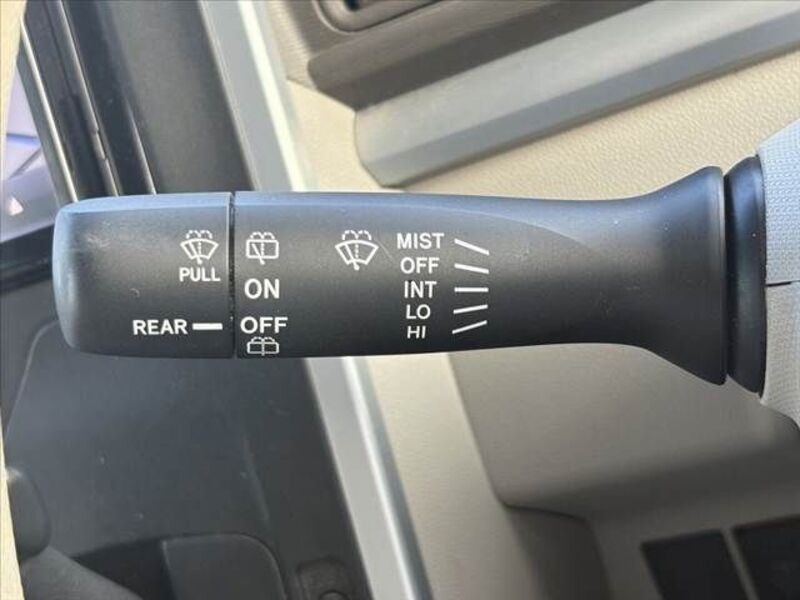 PULL
REAR
ON
OFF
MIST
OFF
INT
LO
HI